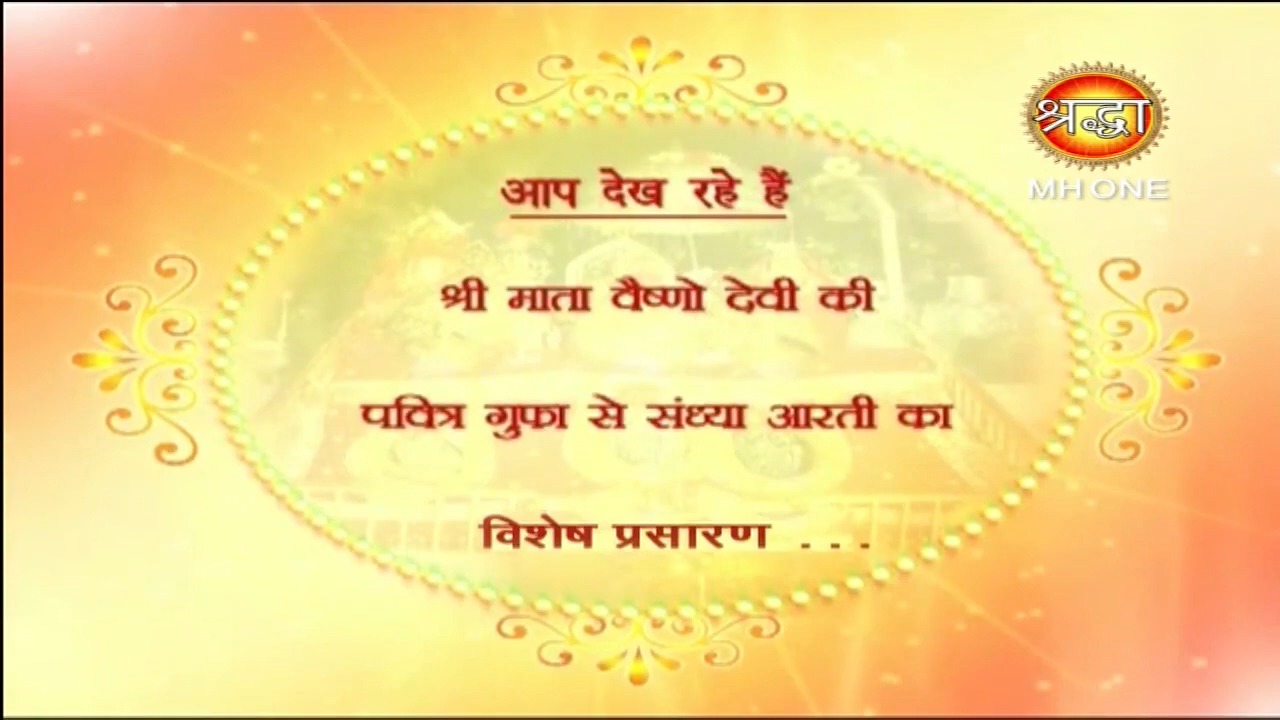 श्रद्धा
MH ONE
आप देख रहे हैं
श्री माता वैष्णो देवी की
पवित्र गुफा से संध्या आरती का
विशेष प्रसारण ...